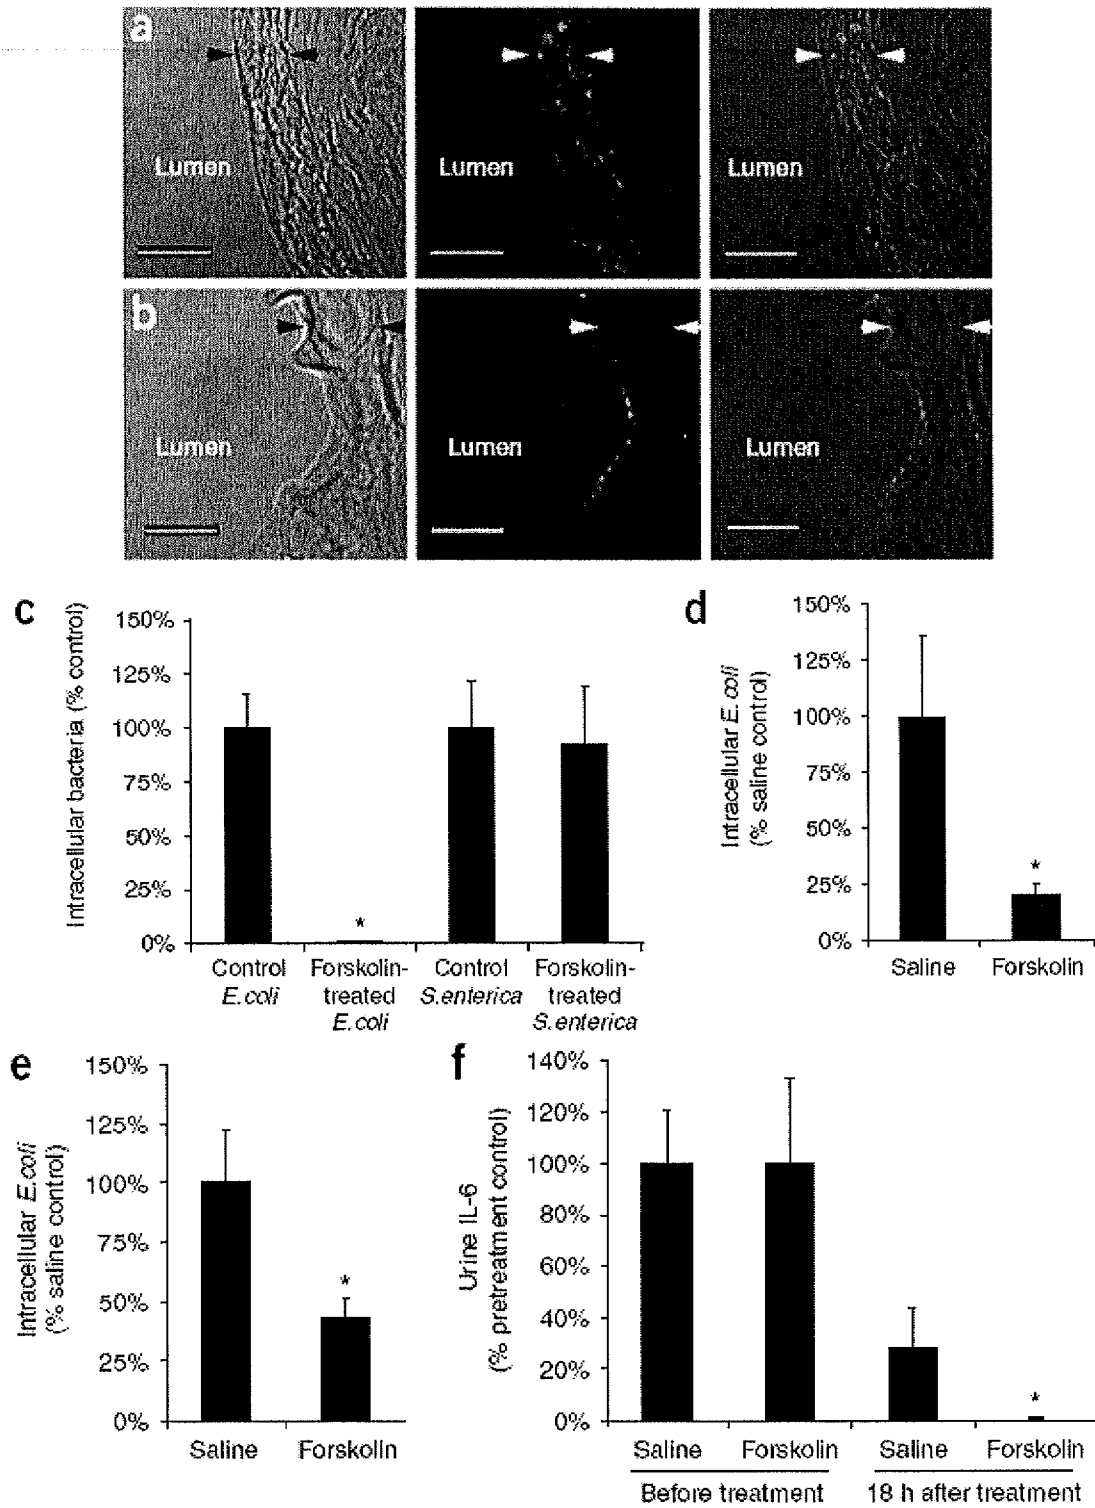 a
Lumen
Lumen
Lumen
b
Lumen
Lumen
Lumen
c
Intracellular bacteria (% control)
150%
125%
100%
75%
50%
25%
0%
*
Control
E.coli
Forskolin-
treated
E.coli
Control
S.enterica
Forskolin-
treated
S.enterica
d
Intracellular E.coli
(% saline control)
150%
125%
100%
75%
50%
25%
0%
*
Saline
Forskolin
e
Intracellular E.coli
(% saline control)
150%
125%
100%
75%
50%
25%
0%
*
Saline
Forskolin
f
Urine IL-6
(% pretreatment control)
140%
120%
100%
80%
60%
40%
20%
0%
*
Saline
Forskolin
Saline
Forskolin
Before treatment
18 h after treatment